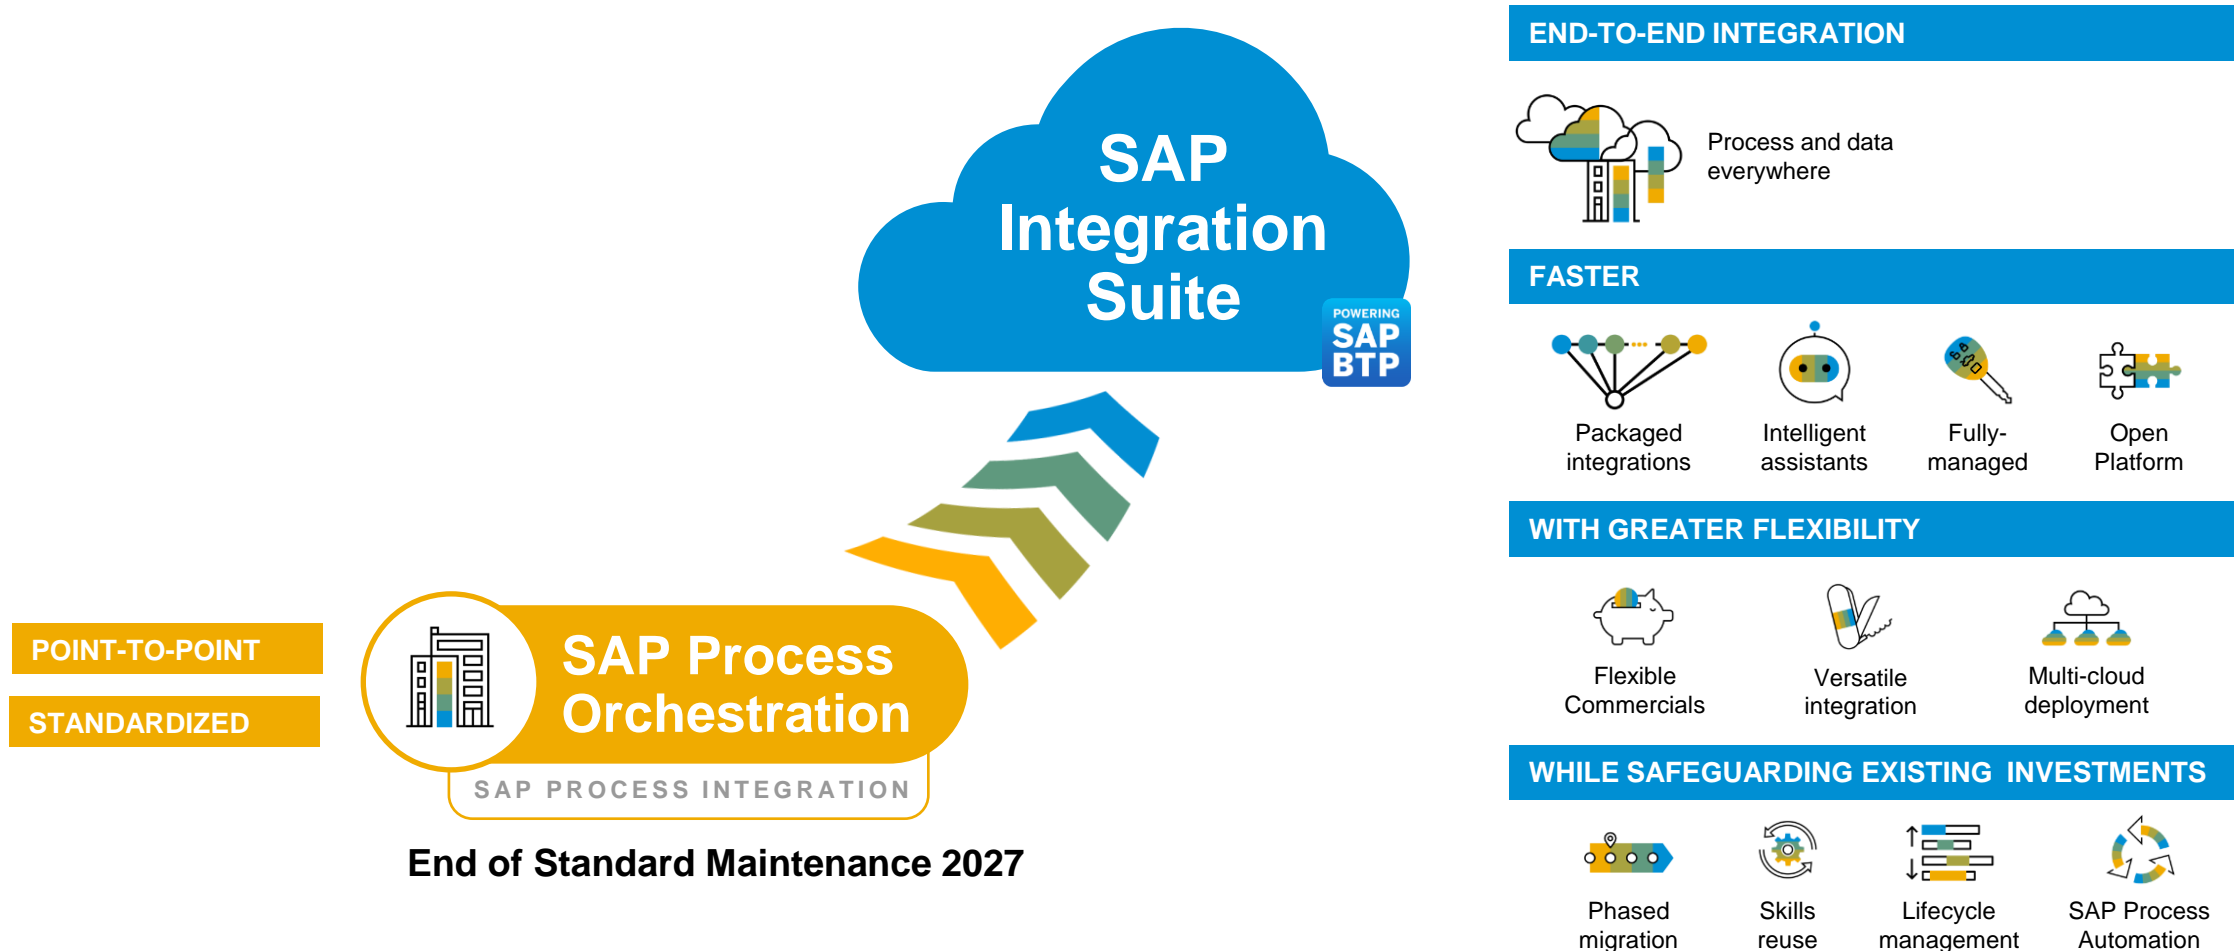 SAP
Integration
Suite
POWERING
SAP
BTP
POINT-TO-POINT
STANDARDIZED
SAP Process
Orchestration
SAP PROCESS INTEGRATION
End of Standard Maintenance 2027
END-TO-END INTEGRATION
Process and data
everywhere
FASTER
Packaged
integrations
Intelligent
assistants
Fully-
managed
Open
Platform
WITH GREATER FLEXIBILITY
Flexible
Commercials
Versatile
integration
Multi-cloud
deployment
WHILE SAFEGUARDING EXISTING INVESTMENTS
Phased
migration
Skills
reuse
Lifecycle
management
SAP Process
Automation